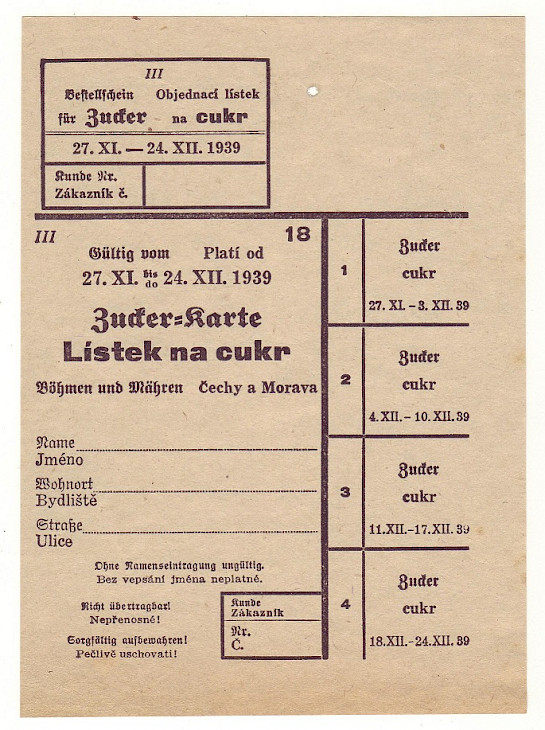 III
Bestellschein Objednací lístek
für Zucker na cukr
27. XI. — 24. XII. 1939
Kunde Nr.
Zákazník č.
III 18
Gültig vom Platí od
27. XI. bis do 24. XII. 1939
Zucker=Karte
Lístek na cukr
Böhmen und Mähren Čechy a Morava
Name
Jméno
Wohnort
Bydliště
Straße
Ulice
Ohne Namenseintragung ungültig.
Bez vepsání jména neplatné.
Nicht übertragbar!
Nepřenosné!
Sorgfältig aufbewahren!
Pečlivě uschovati!
Kunde
Zákazník
Nr.
Č.
1
Zucker
cukr
27. XI. – 3. XII. 39
2
Zucker
cukr
4. XII. – 10. XII. 39
3
Zucker
cukr
11. XII. – 17. XII. 39
4
Zucker
cukr
18. XII. – 24. XII. 39